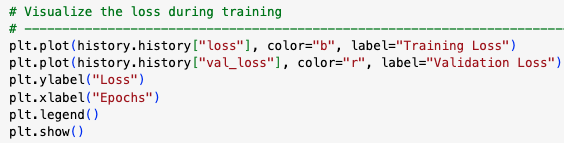 # Visualize the loss during training
# ------------------------------------------------------------------------
plt.plot(history.history["loss"], color="b", label="Training Loss")
plt.plot(history.history["val_loss"], color="r", label="Validation Loss")
plt.ylabel("Loss")
plt.xlabel("Epochs")
plt.legend()
plt.show()